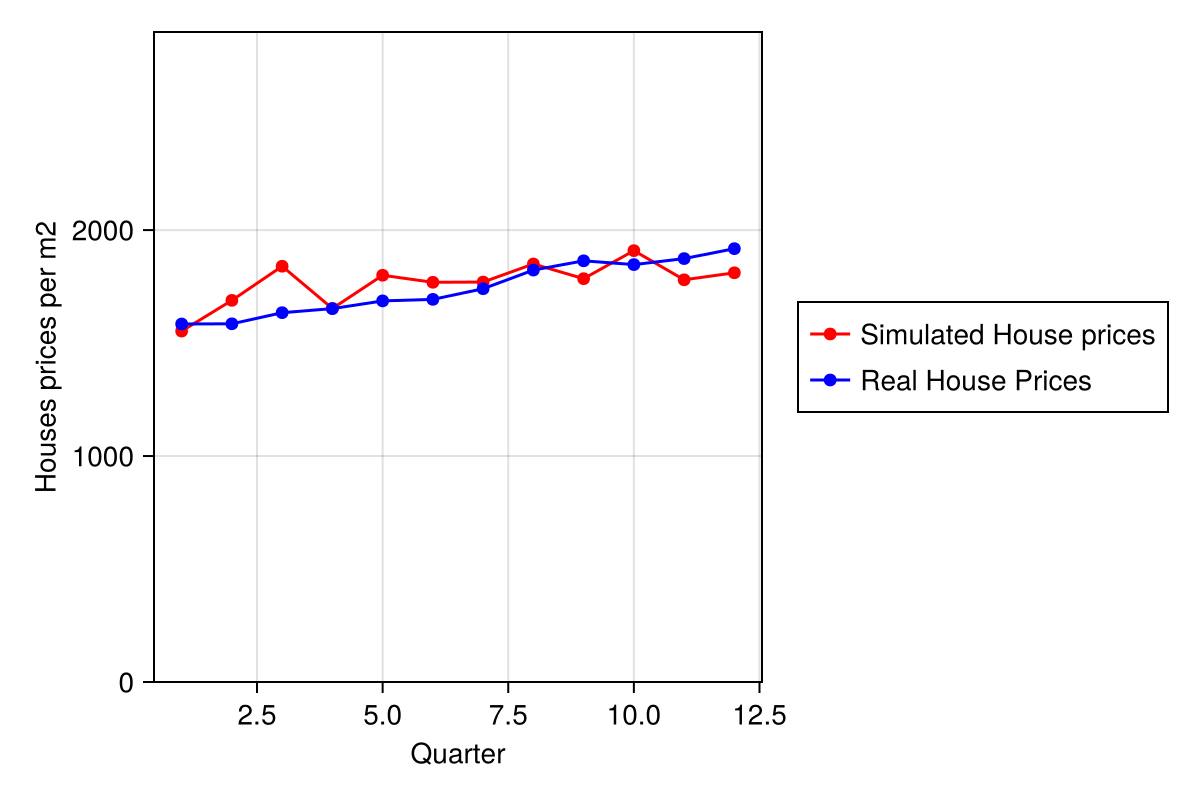 Houses prices per m2
2000
1000
0
2.5 5.0 7.5 10.0 12.5
Quarter
Simulated House prices
Real House Prices